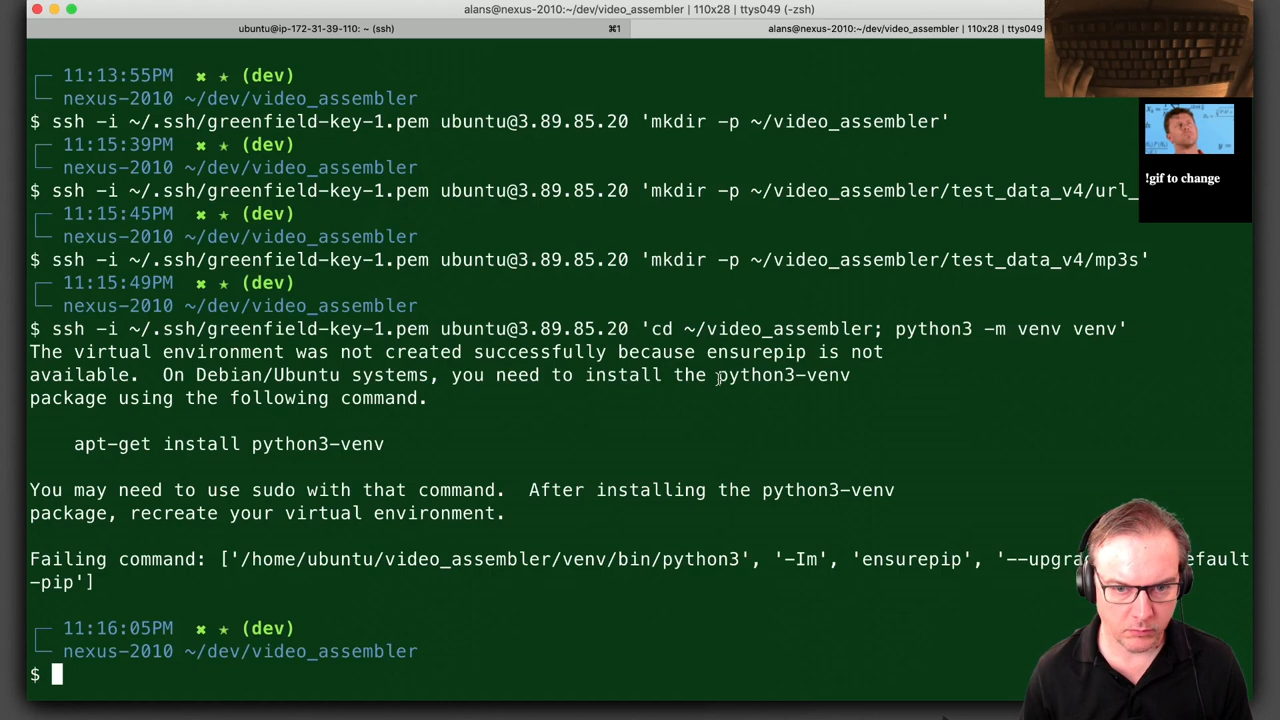 alans@nexus-2010:~/dev/video_assembler | 110x28 | ttys049 (-zsh)
ubuntu@ip-172-31-39-110: ~ (ssh) ⌘1 alans@nexus-2010:~/dev/video_assembler | 110x28 | ttys049 (-zsh)
11:13:55PM ✖ ★ (dev)
nexus-2010 ~/dev/video_assembler
$ ssh -i ~/.ssh/greenfield-key-1.pem ubuntu@3.89.85.20 'mkdir -p ~/video_assembler'
11:15:39PM ✖ ★ (dev)
nexus-2010 ~/dev/video_assembler
$ ssh -i ~/.ssh/greenfield-key-1.pem ubuntu@3.89.85.20 'mkdir -p ~/video_assembler/test_data_v4/url_
!gif to change
11:15:45PM ✖ ★ (dev)
nexus-2010 ~/dev/video_assembler
$ ssh -i ~/.ssh/greenfield-key-1.pem ubuntu@3.89.85.20 'mkdir -p ~/video_assembler/test_data_v4/mp3s'
11:15:49PM ✖ ★ (dev)
nexus-2010 ~/dev/video_assembler
$ ssh -i ~/.ssh/greenfield-key-1.pem ubuntu@3.89.85.20 'cd ~/video_assembler; python3 -m venv venv'
The virtual environment was not created successfully because ensurepip is not
available.  On Debian/Ubuntu systems, you need to install the python3-venv
package using the following command.
apt-get install python3-venv
You may need to use sudo with that command.  After installing the python3-venv
package, recreate your virtual environment.
Failing command: ['/home/ubuntu/video_assembler/venv/bin/python3', '-Im', 'ensurepip', '--upgra efault
-pip']
11:16:05PM ✖ ★ (dev)
nexus-2010 ~/dev/video_assembler
$